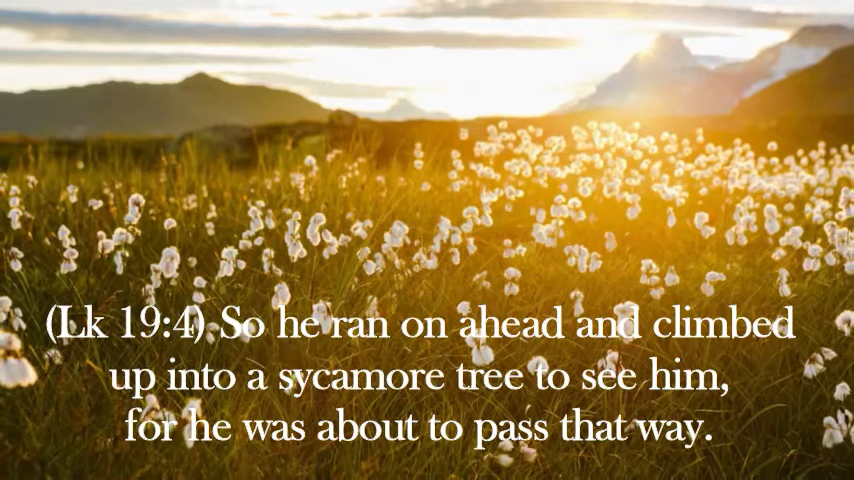 (Lk 19:4) So he ran on ahead and climbed
up into a sycamore tree to see him,
for he was about to pass that way.